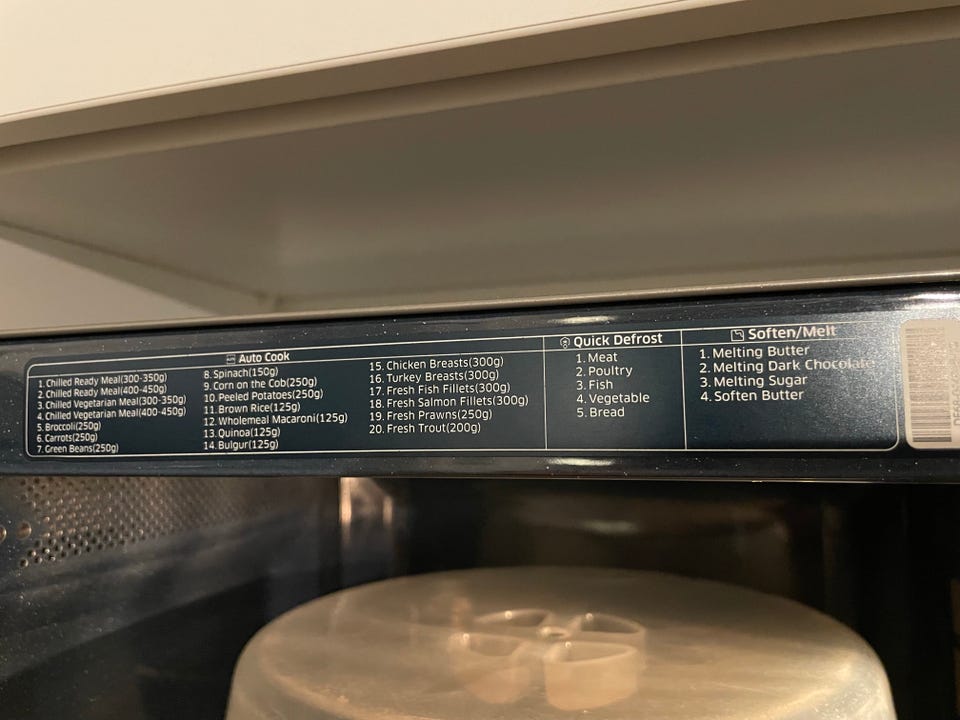 Auto Cook
1. Chilled Ready Meal(300-350g)
2. Chilled Ready Meal(400-450g)
3. Chilled Vegetarian Meal(300-350g)
4. Chilled Vegetarian Meal(400-450g)
5. Broccoli(250g)
6. Carrots(250g)
7. Green Beans(250g)
8. Spinach(150g)
9. Corn on the Cob(250g)
10. Peeled Potatoes(250g)
11. Brown Rice(125g)
12. Wholemeal Macaroni(125g)
13. Quinoa(125g)
14. Bulgur(125g)
15. Chicken Breasts(300g)
16. Turkey Breasts(300g)
17. Fresh Fish Fillets(300g)
18. Fresh Salmon Fillets(300g)
19. Fresh Prawns(250g)
20. Fresh Trout(200g)
Quick Defrost
1. Meat
2. Poultry
3. Fish
4. Vegetable
5. Bread
Soften/Melt
1. Melting Butter
2. Melting Dark Chocolate
3. Melting Sugar
4. Soften Butter